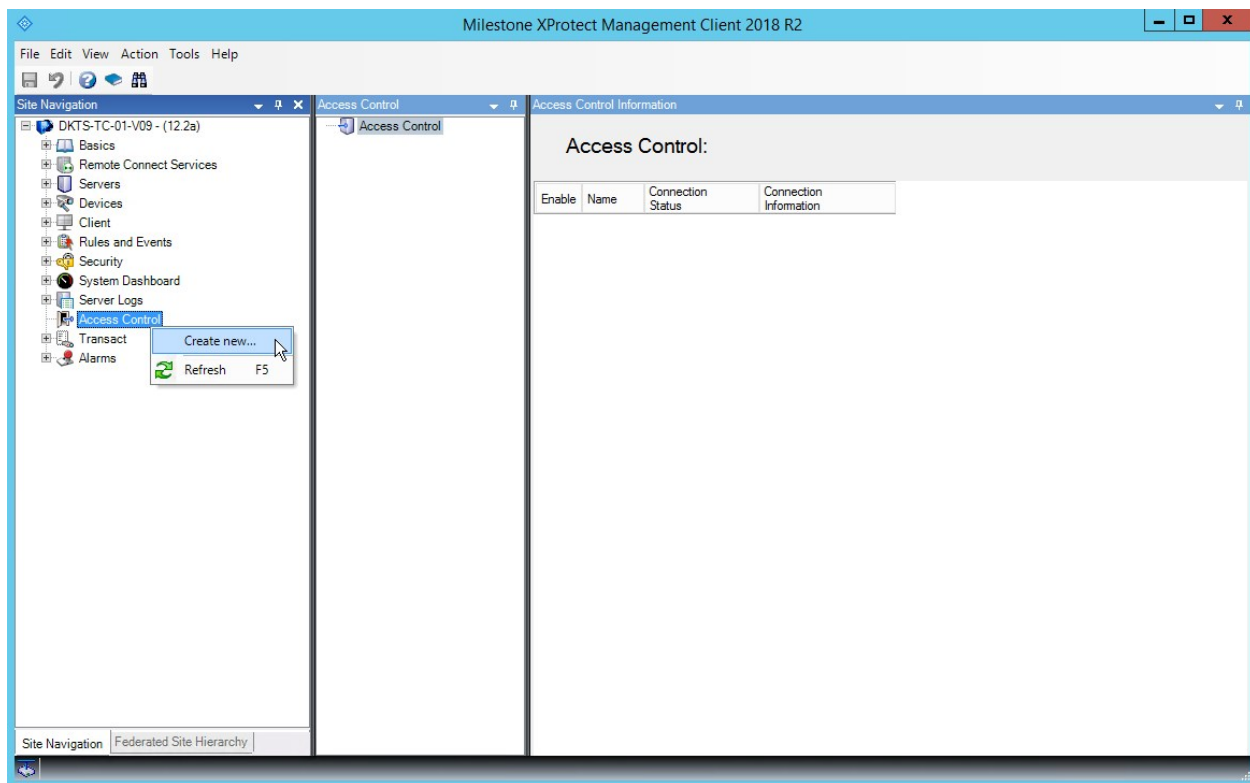 Milestone XProtect Management Client 2018 R2
File Edit View Action Tools Help
Site Navigation
DKTS-TC-01-V09 - (12.2a)
Basics
Remote Connect Services
Servers
Devices
Client
Rules and Events
Security
System Dashboard
Server Logs
Access Control
Transact
Alarms
Create new...
Refresh F5
Site Navigation
Federated Site Hierarchy
Access Control
Access Control
Access Control Information
Access Control:
Enable Name Connection Status Connection Information